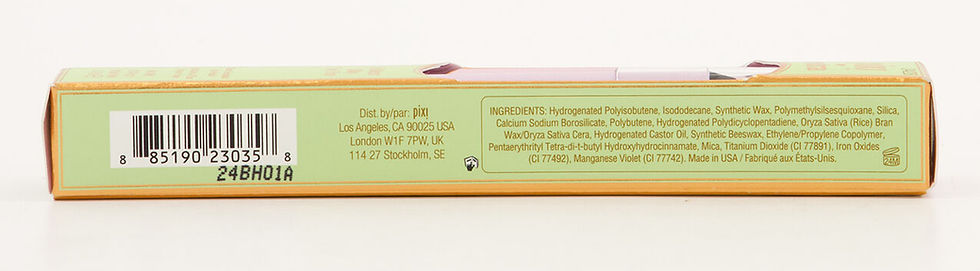 8 85190 23035 8
24BH01A
Dist. by/par: pixi
Los Angeles, CA 90025 USA
London W1F 7PW, UK
114 27 Stockholm, SE
INGREDIENTS: Hydrogenated Polyisobutene, Isododecane, Synthetic Wax, Polymethylsilsesquioxane, Silica,
Calcium Sodium Borosilicate, Polybutene, Hydrogenated Polydicyclopentadiene, Oryza Sativa (Rice) Bran
Wax/Oryza Sativa Cera, Hydrogenated Castor Oil, Synthetic Beeswax, Ethylene/Propylene Copolymer,
Pentaerythrityl Tetra-di-t-butyl Hydroxyhydrocinnamate, Mica, Titanium Dioxide (CI 77891), Iron Oxides
(CI 77492), Manganese Violet (CI 77742). Made in USA / Fabriqué aux États-Unis.
24M